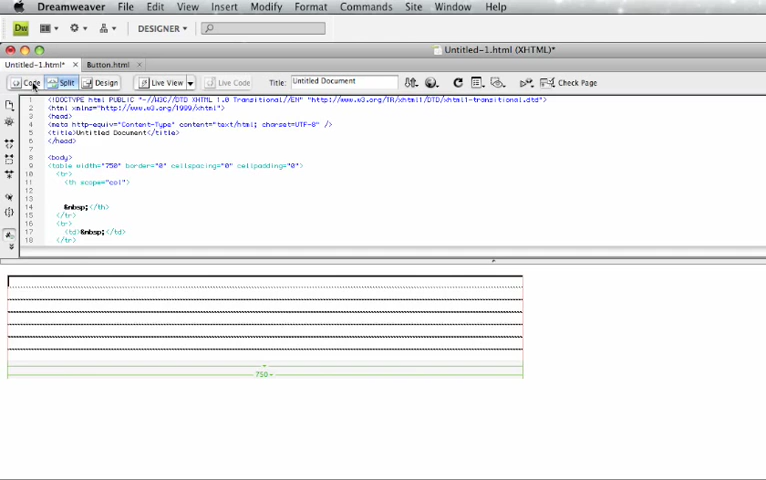 Dreamweaver File Edit View Insert Modify Format Commands Site Window Help
Dw DESIGNER
Untitled-1.html (XHTML)*
Untitled-1.html* Button.html
Code Split Design Live View Live Code Title: Untitled Document Check Page
1 <!DOCTYPE html PUBLIC "-//W3C//DTD XHTML 1.0 Transitional//EN" "http://www.w3.org/TR/xhtml1/DTD/xhtml1-transitional.dtd">
2 <html xmlns="http://www.w3.org/1999/xhtml">
3 <head>
4 <meta http-equiv="Content-Type" content="text/html; charset=UTF-8" />
5 <title>Untitled Document</title>
6 </head>
7
8 <body>
9 <table width="750" border="0" cellspacing="0" cellpadding="0">
10 <tr>
11 <th scope="col">
12
13
14 &nbsp;</th>
15 </tr>
16 <tr>
17 <td>&nbsp;</td>
18 </tr>
750